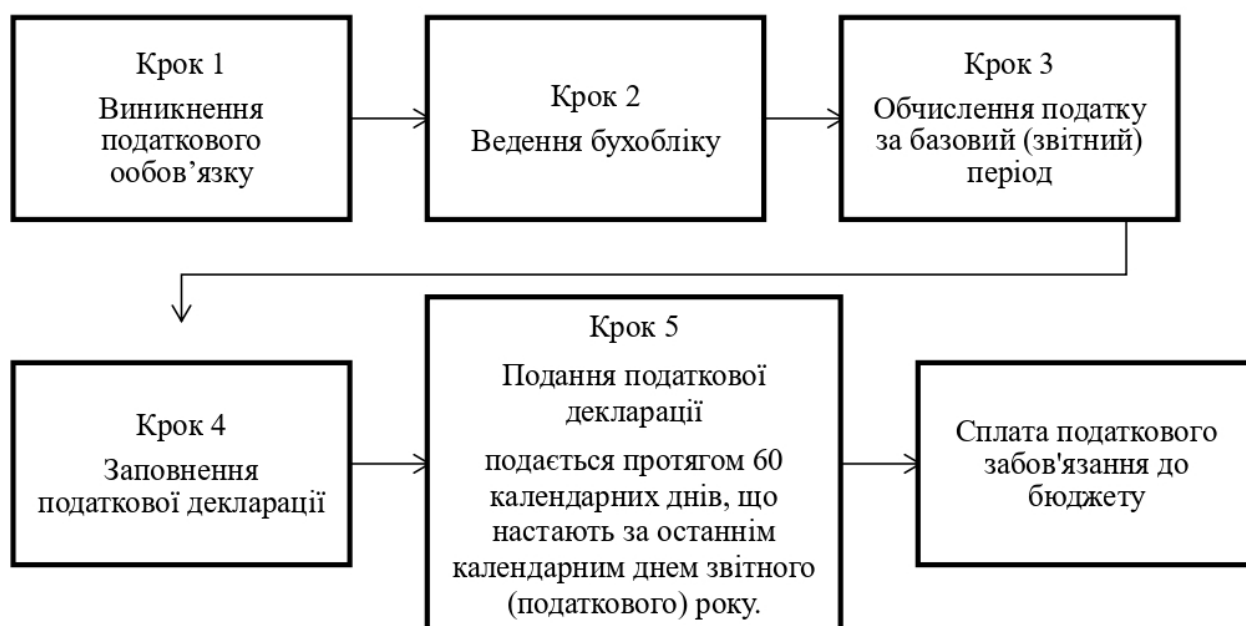 Крок 1
Виникнення
податкового
ообов’язку
Крок 2
Ведення бухобліку
Крок 3
Обчислення податку
за базовий (звітний)
період
Крок 4
Заповнення
податкової декларації
Крок 5
Подання податкової
декларації
подається протягом 60
календарних днів, що
настають за останнім
календарним днем звітного
(податкового) року.
Сплата податкового
забов'язання до
бюджету